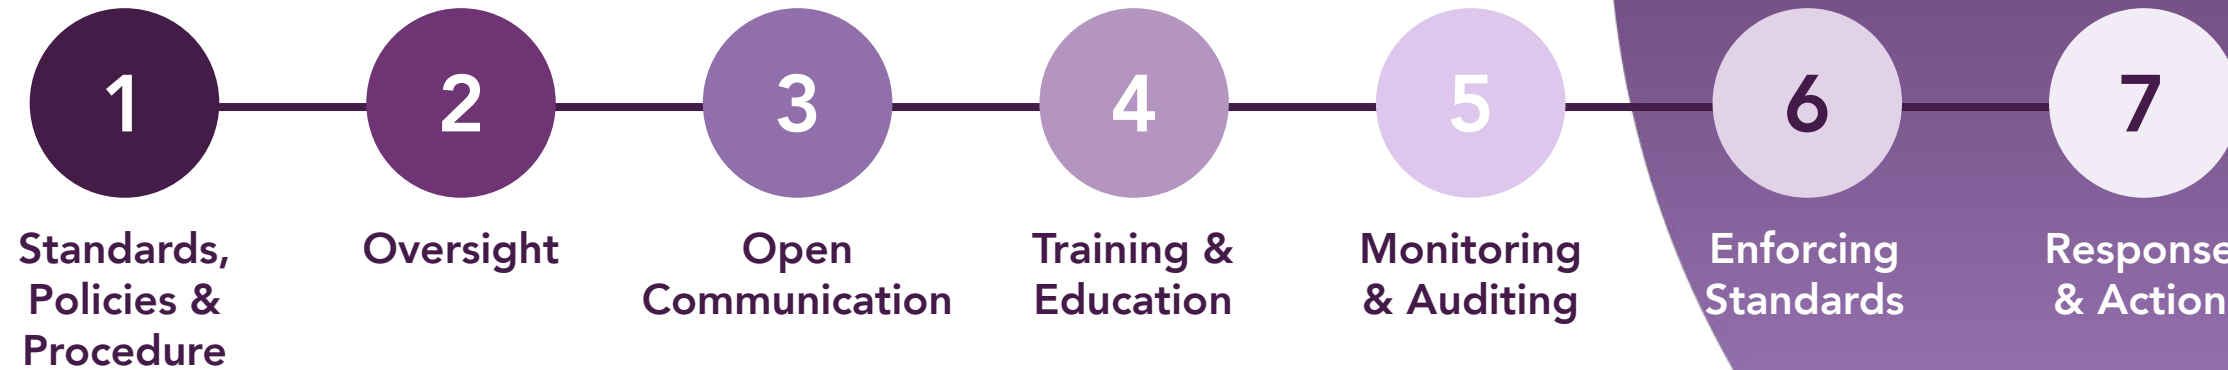 1
2
3
4
5
6
7
Standards,
Policies &
Procedure
Oversight
Open
Communication
Training &
Education
Monitoring
& Auditing
Enforcing
Standards
Response
& Action